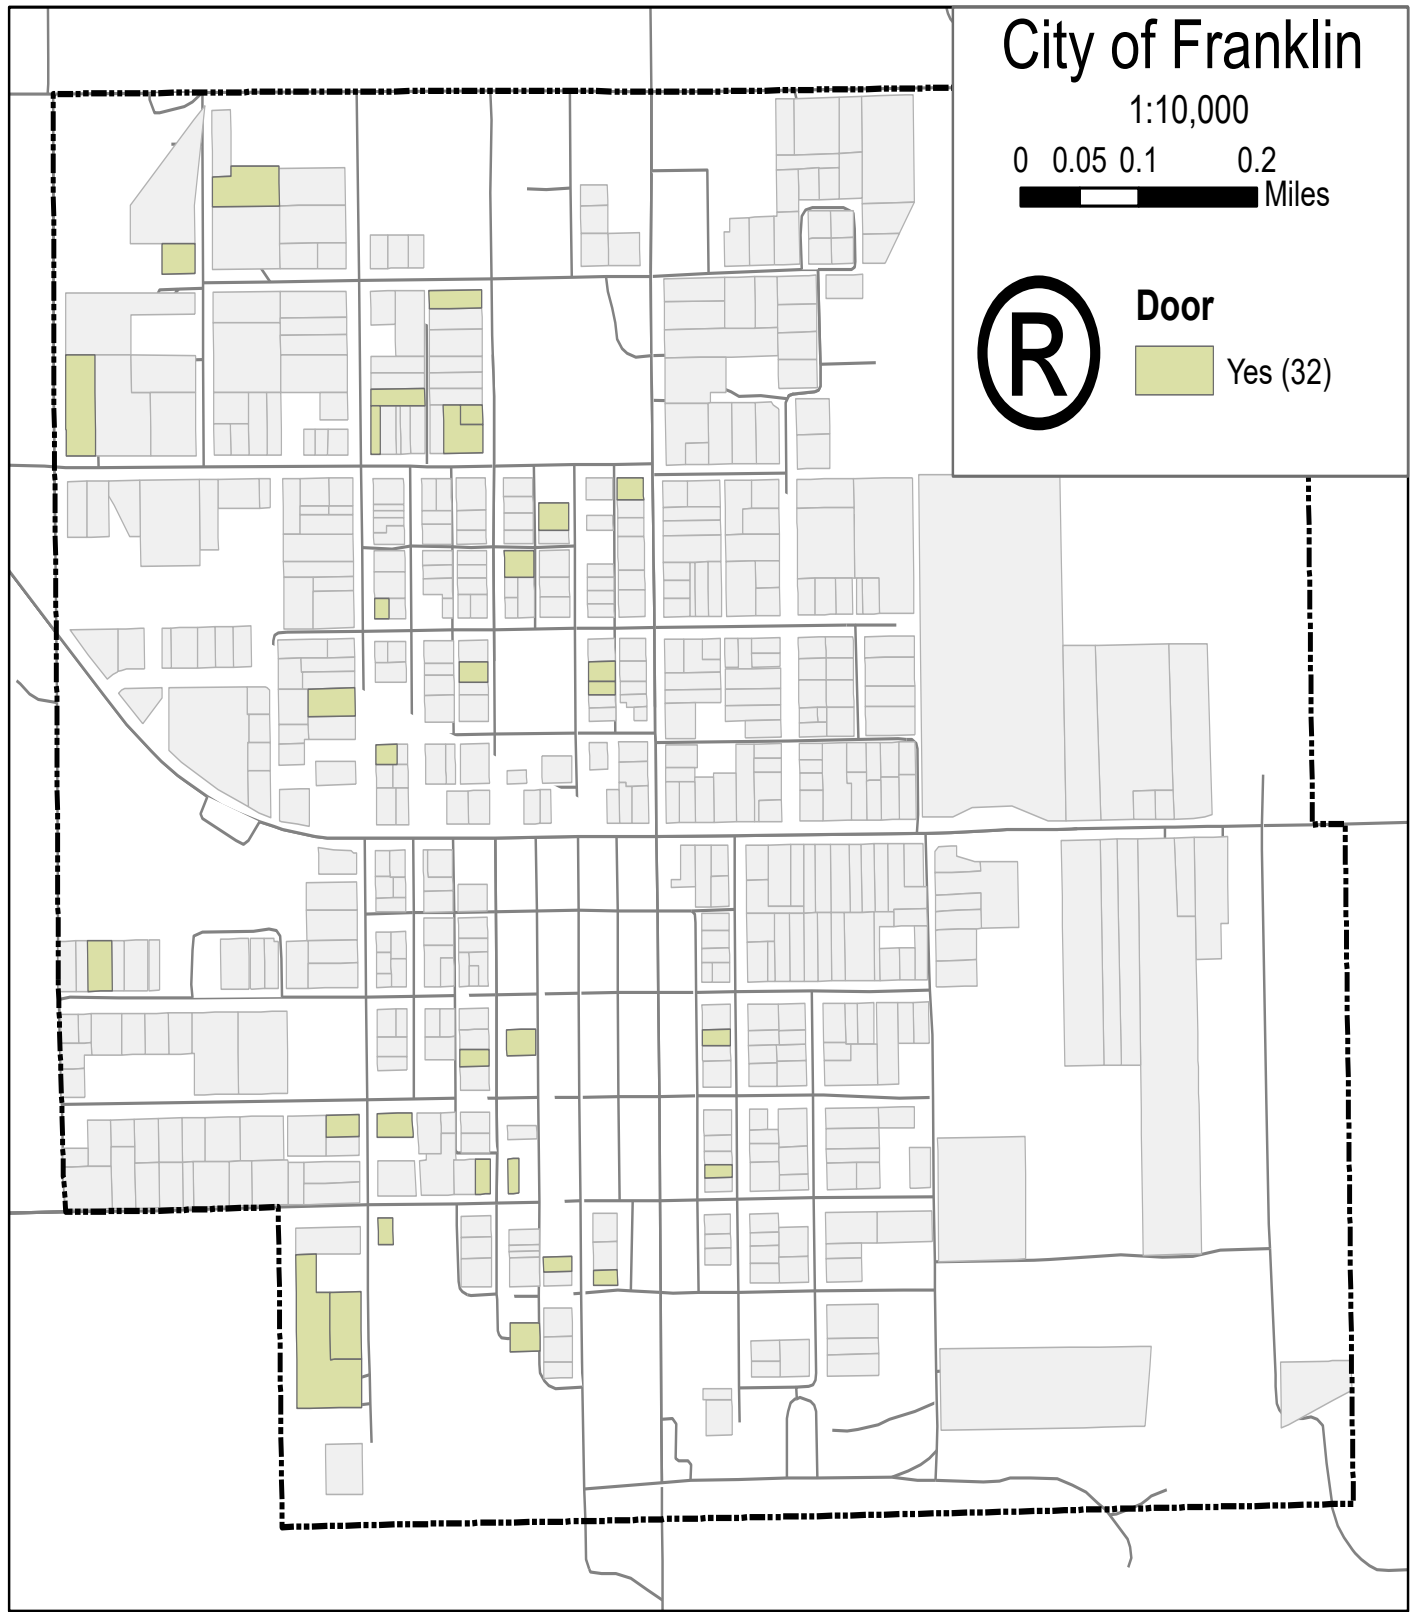 City of Franklin
1:10,000
0 0.05 0.1 0.2
Miles
R
Door
Yes (32)